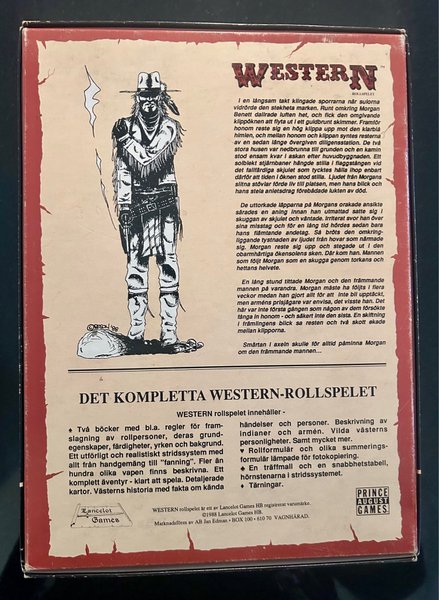 WESTERN™
ROLLSPELET
I en långsam takt klingade sporrarna när sulorna
vidrörde den stekheta marken. Runt omkring Morgan
Benett dallrade luften het, och fick den omgivande
klippöknen att flyta ut i ett guldbrunt skimmer. Framför
honom reste sig en hög klippa upp mot den klarblå
himlen, och mellan honom och klippan syntes resterna
av en sedan länge övergiven diligensstation. De två
stora husen var nedbrunna till grunden och en kamin
stod ensam kvar i askan efter huvudbyggnaden. Ett
solblekt stjärnbaner hängde stilla i flaggstången vid
det fallfärdiga skjulet som tycktes hålla ihop enbart
därför att tiden i öknen stod stilla. Ljudet från Morgans
slitna stövlar förde liv till platsen, men hans blick och
hans stela anletsdrag förebådade lukten av död.
De uttorkade läpparna på Morgans orakade ansikte
särades en aning innan han utmattad satte sig i
skuggan av skjulet och väntade. Irriterat svor han över
sina misstag och för en lång tid hördes sedan bara
hans flämtande andetag. Så bröts den omkring-
liggande tystnaden av ljudet från hovar som närmade
sig. Morgan reste sig upp och stegade ut i den
obarmhärtiga ökensolens sken. Där kom han. Mannen
som följt Morgan som en skugga genom torkans och
hettans helvete.
En lång stund tittade Morgan och den främmande
mannen på varandra. Morgan måste ha följts i flera
veckor medan han gjort allt för att inte bli upptäckt,
men arméns prisjägare var envisa, det visste han. Det
här var inte första gången som någon av dem försökte
fånga in honom - och säkert inte den sista. En skiftning
i främlingens blick sa resten och två skott ekade
mellan klipporna.
Smärtan i axeln skulle för alltid påminna Morgan
om den främmande mannen...
DET KOMPLETTA WESTERN-ROLLSPELET
WESTERN rollspelet innehåller -
♦ Två böcker med bl.a. regler för fram-
slagning av rollpersoner, deras grund-
egenskaper, färdigheter, yrken och bakgrund.
Ett utförligt och realistiskt stridssystem med
allt från handgemäng till "fanning". Fler än
hundra olika vapen finns beskrivna. Ett
komplett äventyr - klart att spela. Detaljerade
kartor. Västerns historia med fakta om kända
händelser och personer. Beskrivning av
indianer och armén. Vilda västerns
personligheter. Samt mycket mer.
♥ Rollformulär och olika summerings-
formulär lämpade för fotokopiering.
♣ En träffmall och en snabbhetstabell,
hörnstenarna i stridssystemet.
♦ Tärningar.
Lancelot
Games
WESTERN rollspelet är ett av Lancelot Games HB registrerat varumärke.
©1988 Lancelot Games HB.
Marknadsförs av AB Jan Edman • BOX 100 • 610 70 VAGNHÄRAD.
PRINCE
AUGUST
GAMES